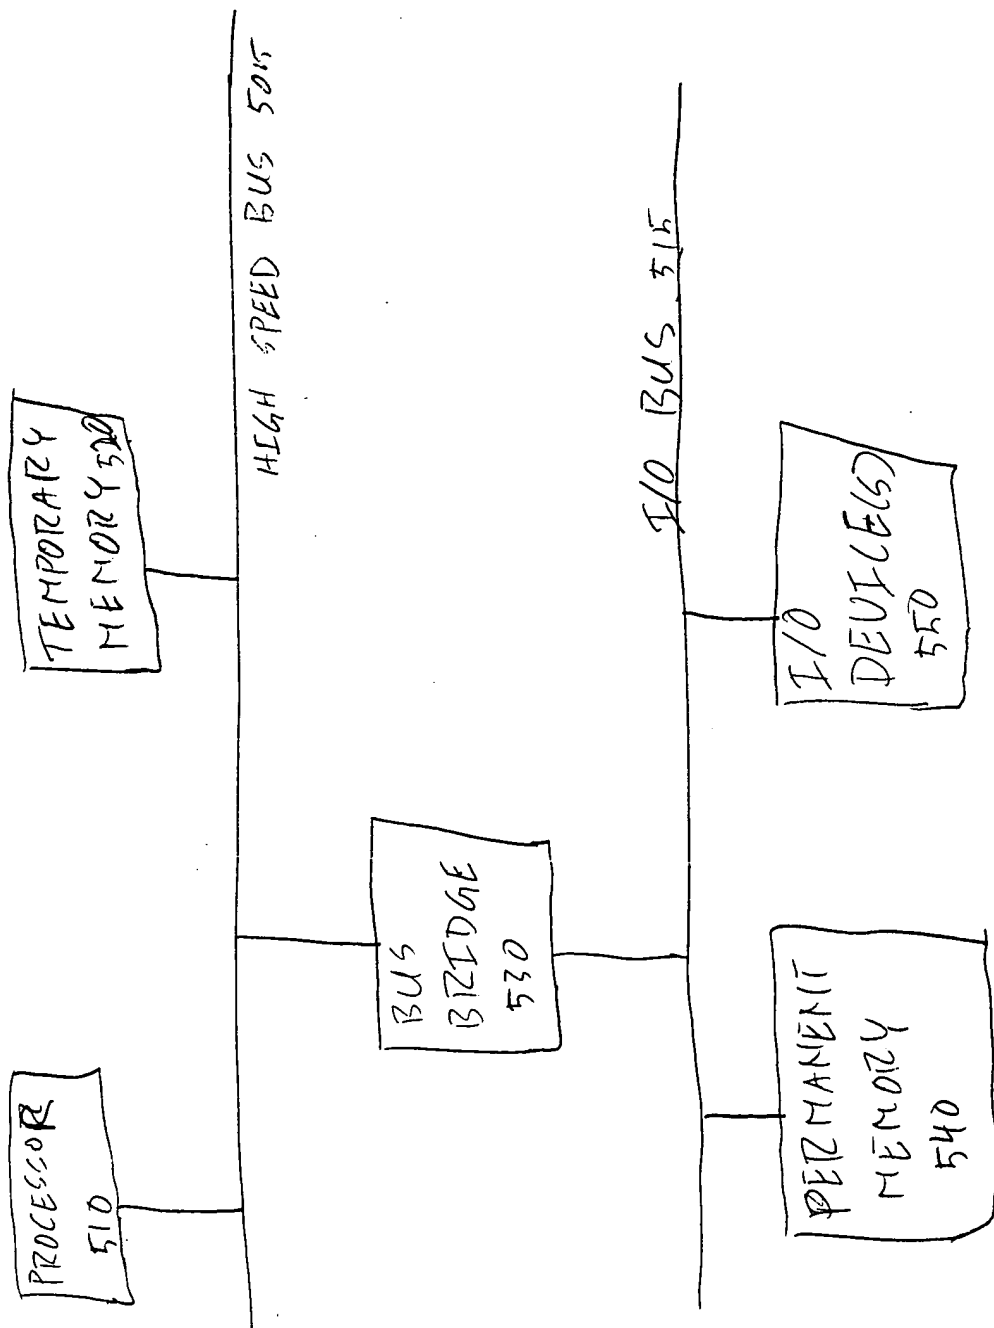 PROCESSOR
510
TEMPORARY
MEMORY 520
HIGH SPEED BUS 505
BUS
BRIDGE
530
I/O BUS 515
PERMANENT
MEMORY
540
I/O
DEVICE(S)
550